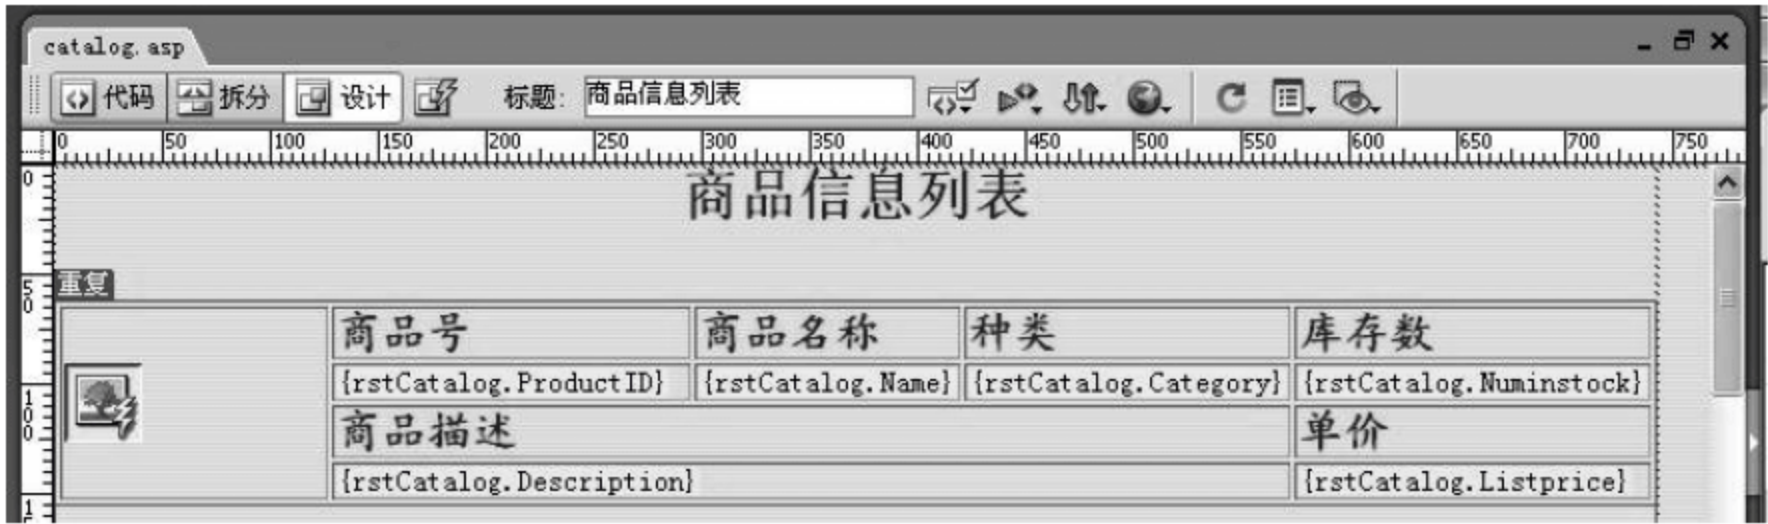 catalog.asp
代码 拆分 设计 标题: 商品信息列表
0 50 100 150 200 250 300 350 400 450 500 550 600 650 700 750
0
商品信息列表
50
重复
商品号 商品名称 种类 库存数
{rstCatalog.ProductID} {rstCatalog.Name} {rstCatalog.Category} {rstCatalog.Numinstock}
100
商品描述 单价
{rstCatalog.Description} {rstCatalog.Listprice}